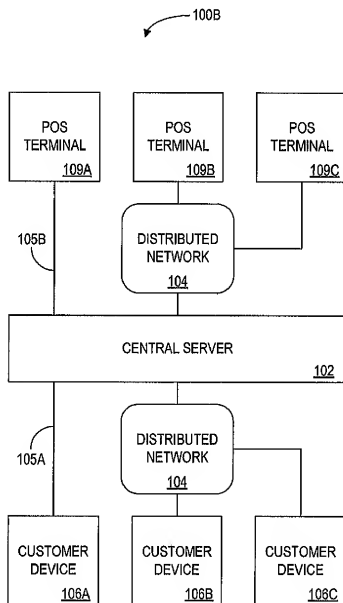 100B
POS
TERMINAL
109A
POS
TERMINAL
109B
POS
TERMINAL
109C
105B
DISTRIBUTED
NETWORK
104
CENTRAL SERVER
102
105A
DISTRIBUTED
NETWORK
104
CUSTOMER
DEVICE
106A
CUSTOMER
DEVICE
106B
CUSTOMER
DEVICE
106C